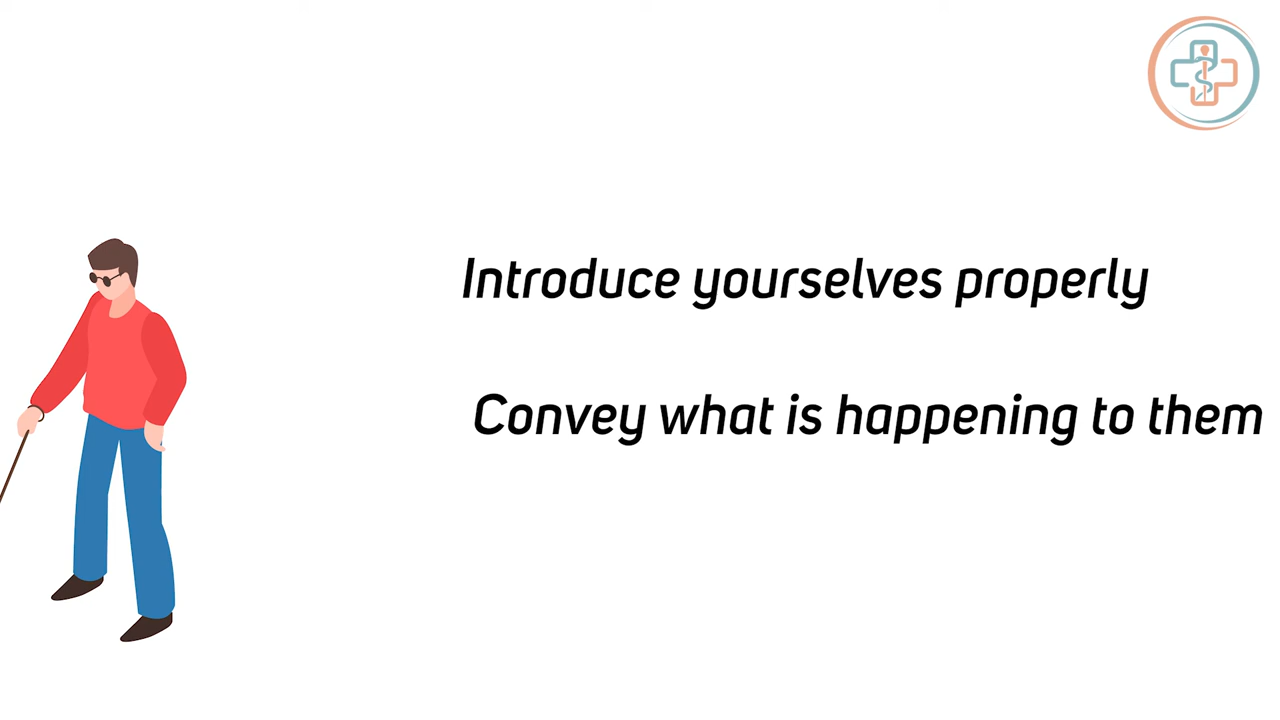 Introduce yourselves properly
Convey what is happening to them